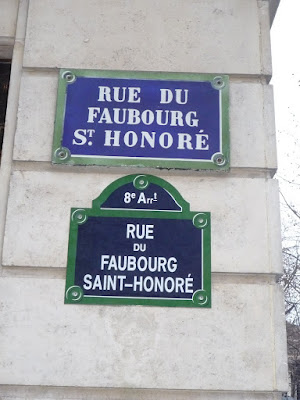 RUE DU
FAUBOURG
ST. HONORÉ
8e Arrt
RUE
DU
FAUBOURG
SAINT-HONORÉ